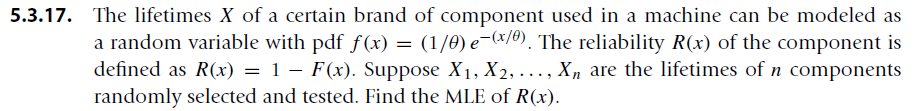 5.3.17. The lifetimes X of a certain brand of component used in a machine can be modeled as
a random variable with pdf f(x) = (1/θ) e^{−(x/θ)}. The reliability R(x) of the component is
defined as R(x) = 1 − F(x). Suppose X₁, X₂, . . . , Xₙ are the lifetimes of n components
randomly selected and tested. Find the MLE of R(x).